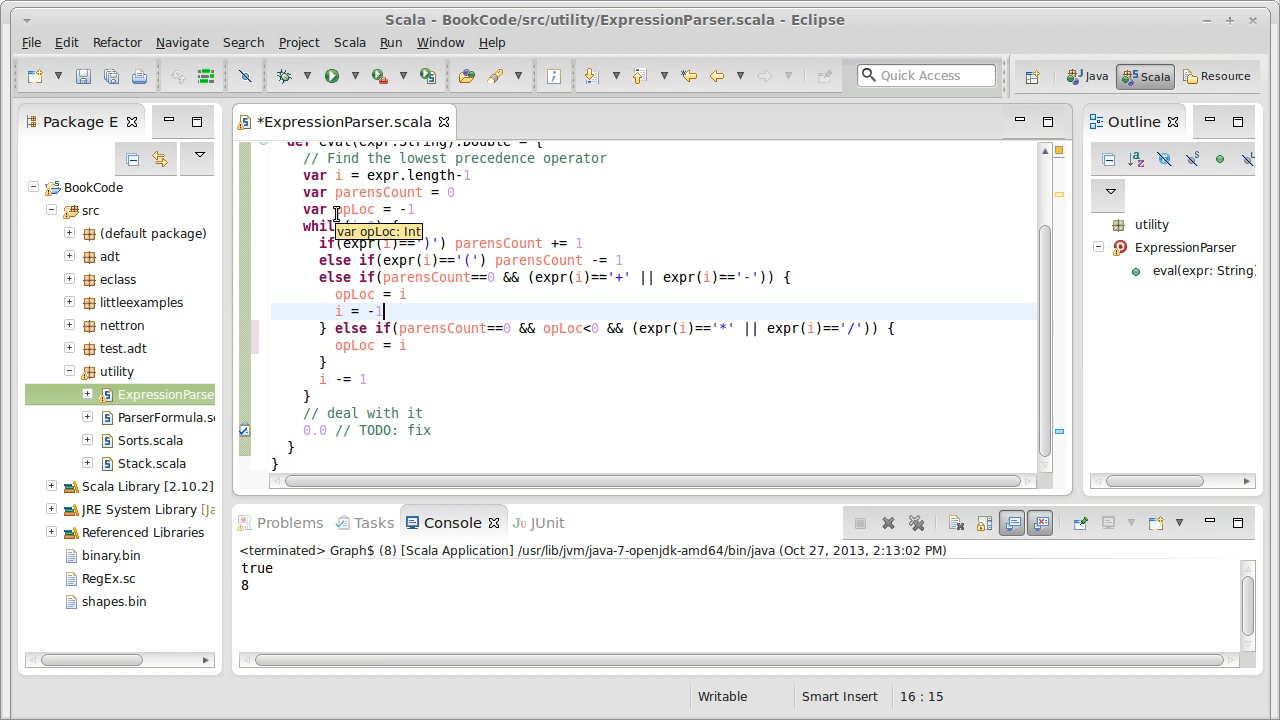 Scala - BookCode/src/utility/ExpressionParser.scala - Eclipse
File Edit Refactor Navigate Search Project Scala Run Window Help
Quick Access
Java
Scala
Resource
Package E
BookCode
src
(default package)
adt
eclass
littleexamples
nettron
test.adt
utility
ExpressionParse
ParserFormula.sc
Sorts.scala
Stack.scala
Scala Library [2.10.2]
JRE System Library [Ja
Referenced Libraries
binary.bin
RegEx.sc
shapes.bin
*ExpressionParser.scala
def eval(expr:String):Double = {
// Find the lowest precedence operator
var i = expr.length-1
var parensCount = 0
var opLoc = -1
var opLoc: Int
if(expr(i)==')') parensCount += 1
else if(expr(i)=='(') parensCount -= 1
else if(parensCount==0 && (expr(i)=='+' || expr(i)=='-')) {
opLoc = i
i = -1
} else if(parensCount==0 && opLoc<0 && (expr(i)=='*' || expr(i)=='/')) {
opLoc = i
}
i -= 1
}
// deal with it
0.0 // TODO: fix
}
}
Outline
utility
ExpressionParser
eval(expr: String)
Problems
Tasks
Console
JUnit
<terminated> Graph$ (8) [Scala Application] /usr/lib/jvm/java-7-openjdk-amd64/bin/java (Oct 27, 2013, 2:13:02 PM)
true
8
Writable
Smart Insert
16 : 15